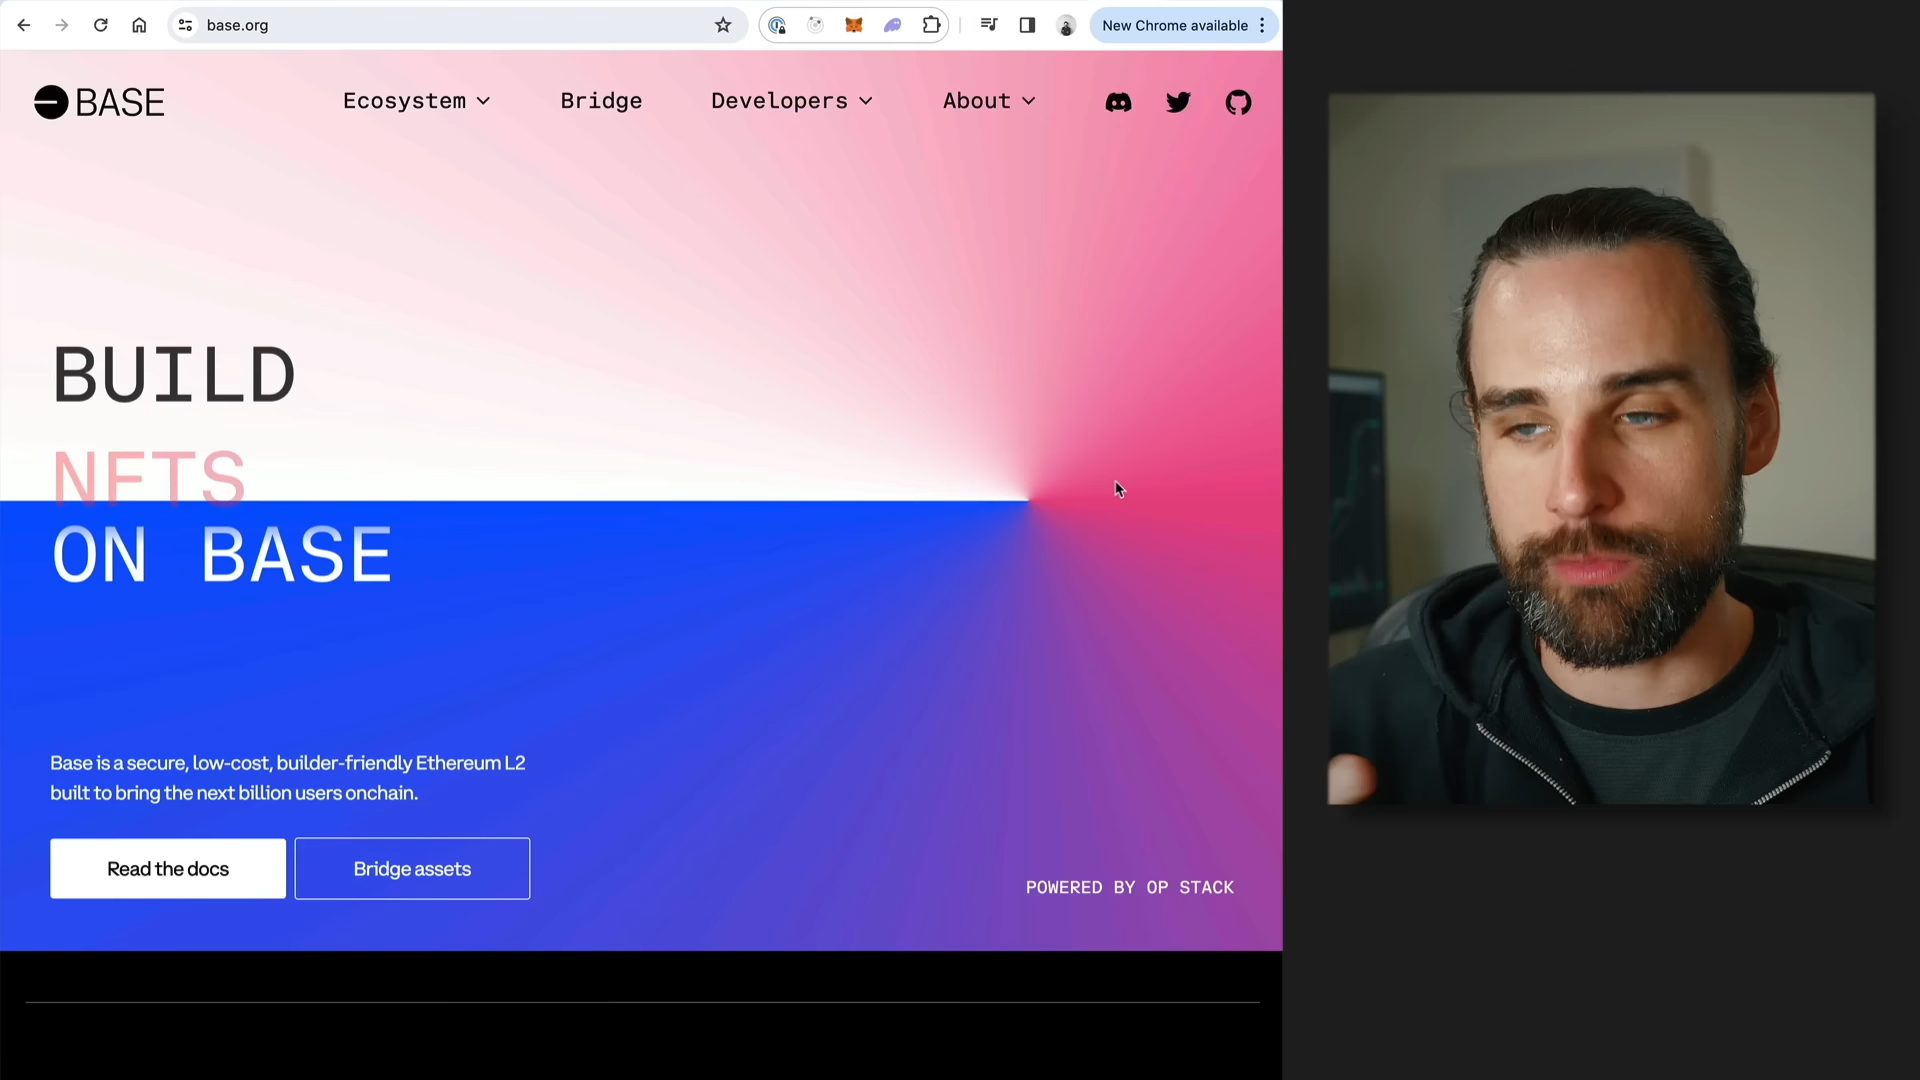 base.org
New Chrome available
BASE
Ecosystem
Bridge
Developers
About
BUILD
NFTS
ON BASE
Base is a secure, low-cost, builder-friendly Ethereum L2
built to bring the next billion users onchain.
Read the docs
Bridge assets
POWERED BY OP STACK